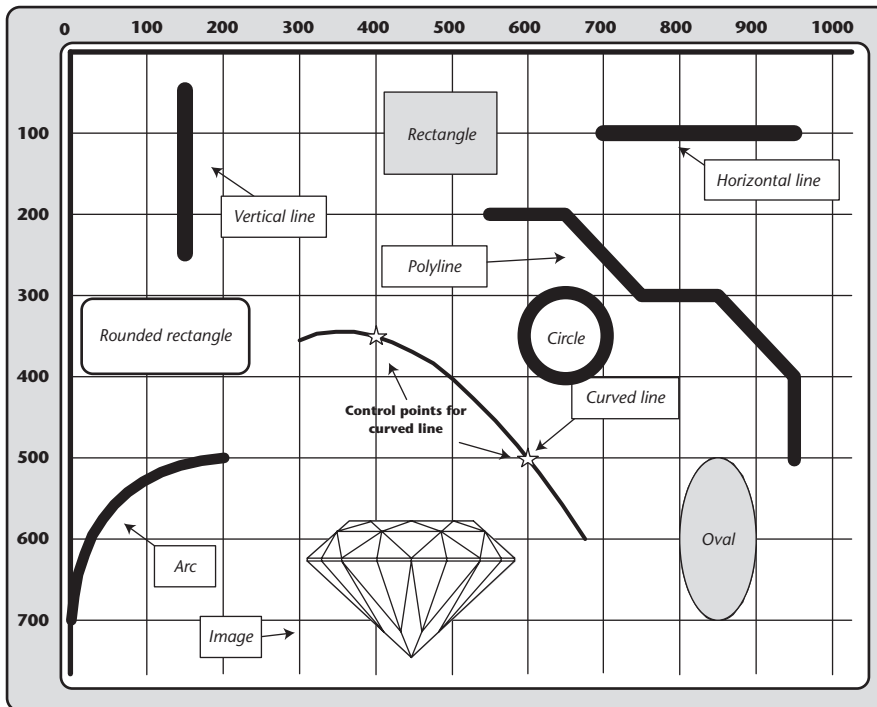 0 100 200 300 400 500 600 700 800 900 1000
100
Rectangle
Horizontal line
200
Vertical line
Polyline
300
Rounded rectangle
Circle
400
Curved line
Control points for
curved line
500
600
Oval
Arc
700
Image